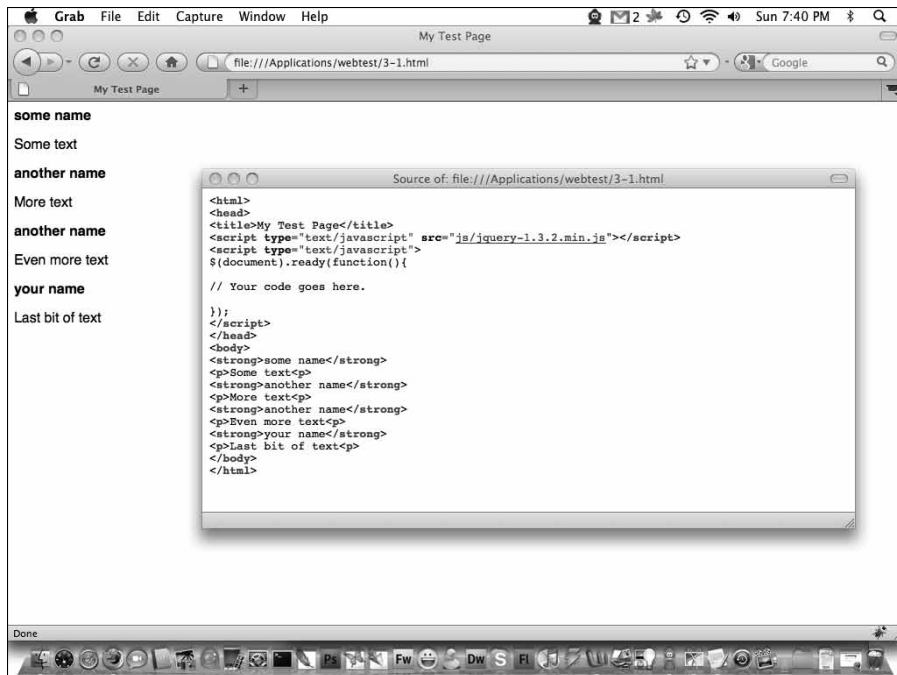 Grab File Edit Capture Window Help 2 Sun 7:40 PM
My Test Page
file:///Applications/webtest/3-1.html Google
My Test Page +
some name
Some text
another name
More text
another name
Even more text
your name
Last bit of text
Source of: file:///Applications/webtest/3-1.html
<html>
<head>
<title>My Test Page</title>
<script type="text/javascript" src="js/jquery-1.3.2.min.js"></script>
<script type="text/javascript">
$(document).ready(function(){
// Your code goes here.
});
</script>
</head>
<body>
<strong>some name</strong>
<p>Some text<p>
<strong>another name</strong>
<p>More text<p>
<strong>another name</strong>
<p>Even more text<p>
<strong>your name</strong>
<p>Last bit of text<p>
</body>
</html>
Done
Ps Fw Dw S Fl